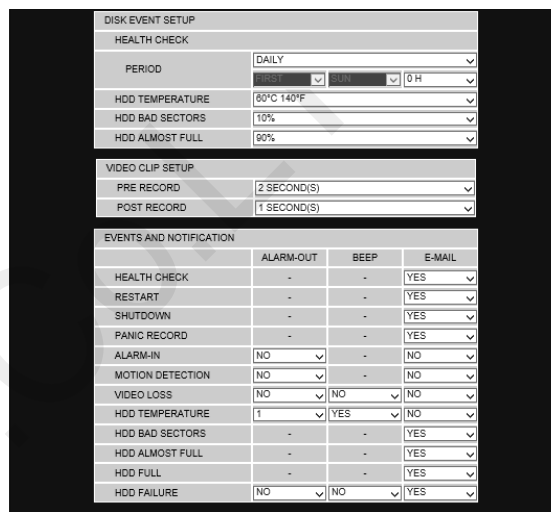 DISK EVENT SETUP
HEALTH CHECK
PERIOD
DAILY
FIRST SUN 0 H
HDD TEMPERATURE 60°C 140°F
HDD BAD SECTORS 10%
HDD ALMOST FULL 90%
VIDEO CLIP SETUP
PRE RECORD 2 SECOND(S)
POST RECORD 1 SECOND(S)
EVENTS AND NOTIFICATION
ALARM-OUT BEEP E-MAIL
HEALTH CHECK - - YES
RESTART - - YES
SHUTDOWN - - YES
PANIC RECORD - - YES
ALARM-IN NO - NO
MOTION DETECTION NO - NO
VIDEO LOSS NO NO NO
HDD TEMPERATURE 1 YES NO
HDD BAD SECTORS - - YES
HDD ALMOST FULL - - YES
HDD FULL - - YES
HDD FAILURE NO NO YES